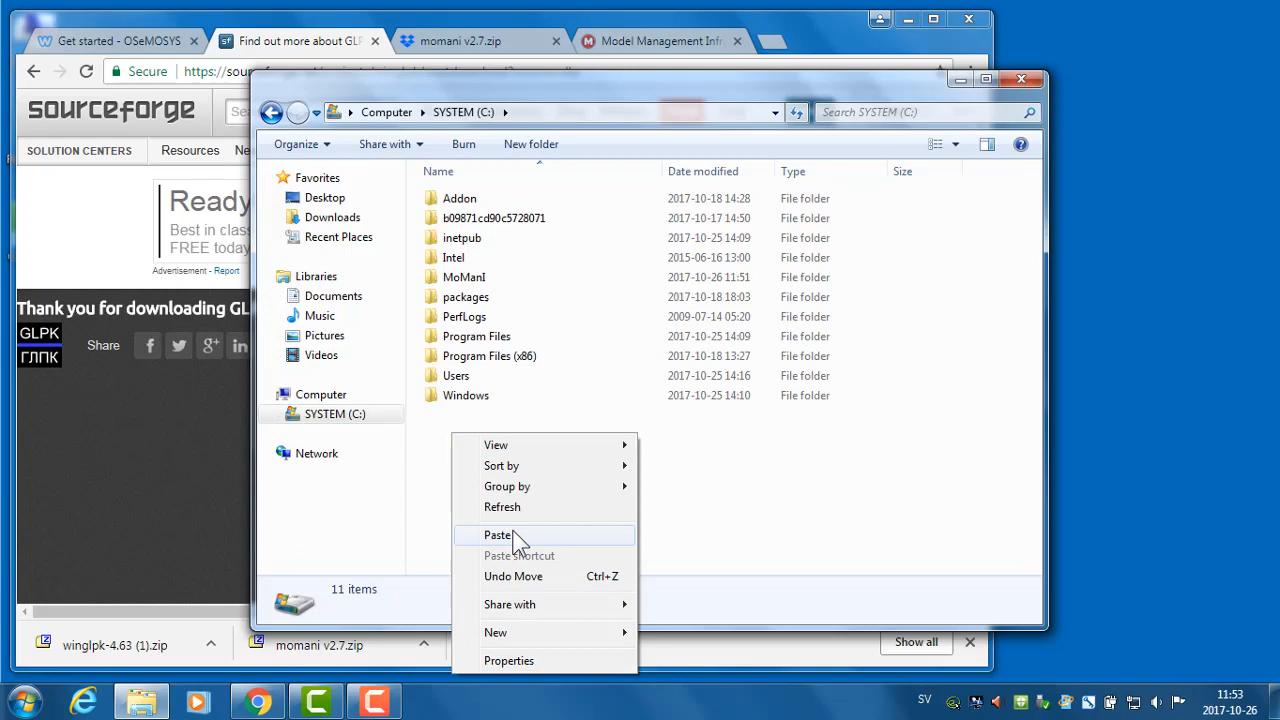 Get started - OSeMOSYS
Find out more about GLP
momani v2.7.zip
Model Management Infr
Secure
https://sou
sourceforge
Sea
SOLUTION CENTERS
Resources
Ne
Ready
Best in class
FREE today
Advertisement - Report
Thank you for downloading GL
GLPK
ГЛПК
Share
Computer
SYSTEM (C:)
Search SYSTEM (C:)
Organize
Share with
Burn
New folder
Favorites
Desktop
Downloads
Recent Places
Libraries
Documents
Music
Pictures
Videos
Computer
SYSTEM (C:)
Network
Name Date modified Type Size
Addon 2017-10-18 14:28 File folder
b09871cd90c5728071 2017-10-17 14:50 File folder
inetpub 2017-10-25 14:09 File folder
Intel 2015-06-16 13:00 File folder
MoManI 2017-10-26 11:51 File folder
packages 2017-10-18 18:03 File folder
PerfLogs 2009-07-14 05:20 File folder
Program Files 2017-10-25 14:09 File folder
Program Files (x86) 2017-10-18 13:27 File folder
Users 2017-10-25 14:16 File folder
Windows 2017-10-25 14:10 File folder
View
Sort by
Group by
Refresh
Paste
Paste shortcut
Undo Move Ctrl+Z
Share with
New
Properties
11 items
winglpk-4.63 (1).zip
momani v2.7.zip
Show all
SV
11:53
2017-10-26